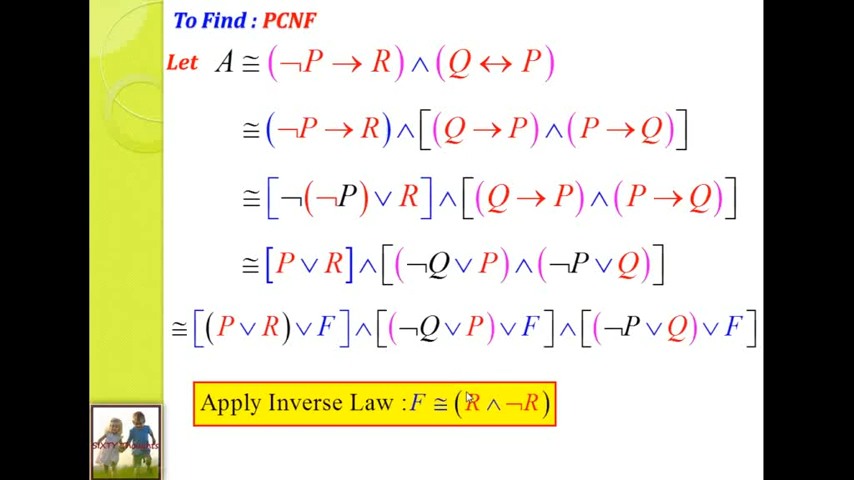 To Find : PCNF
Let A ≅ (¬P → R) ∧ (Q ↔ P)
≅ (¬P → R) ∧ [(Q → P) ∧ (P → Q)]
≅ [¬(¬P) ∨ R] ∧ [(Q → P) ∧ (P → Q)]
≅ [P ∨ R] ∧ [(¬Q ∨ P) ∧ (¬P ∨ Q)]
≅ [(P ∨ R) ∨ F] ∧ [(¬Q ∨ P) ∨ F] ∧ [(¬P ∨ Q) ∨ F]
Apply Inverse Law : F ≅ (R ∧ ¬R)